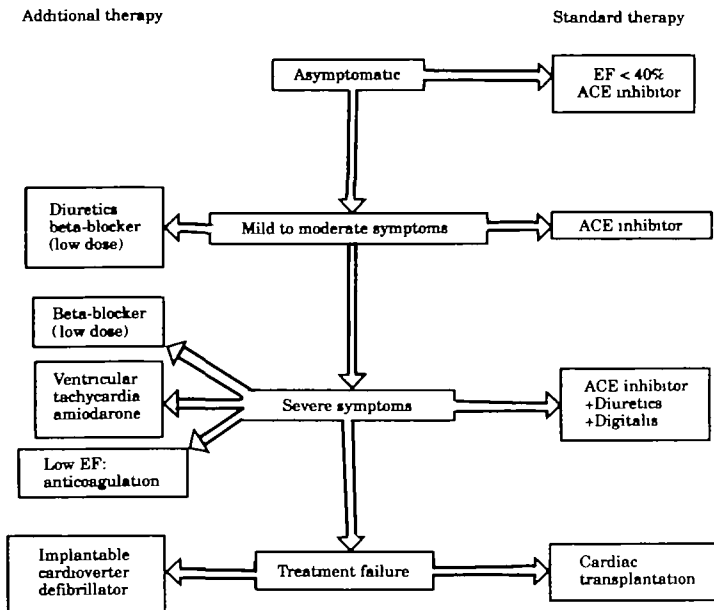 Additional therapy
Standard therapy
Asymptomatic
EF < 40%
ACE inhibitor
Diuretics
beta-blocker
(low dose)
Mild to moderate symptoms
ACE inhibitor
Beta-blocker
(low dose)
Ventricular
tachycardia
amiodarone
Severe symptoms
ACE inhibitor
+Diuretics
+Digitalis
Low EF:
anticoagulation
Implantable
cardioverter
defibrillator
Treatment failure
Cardiac
transplantation